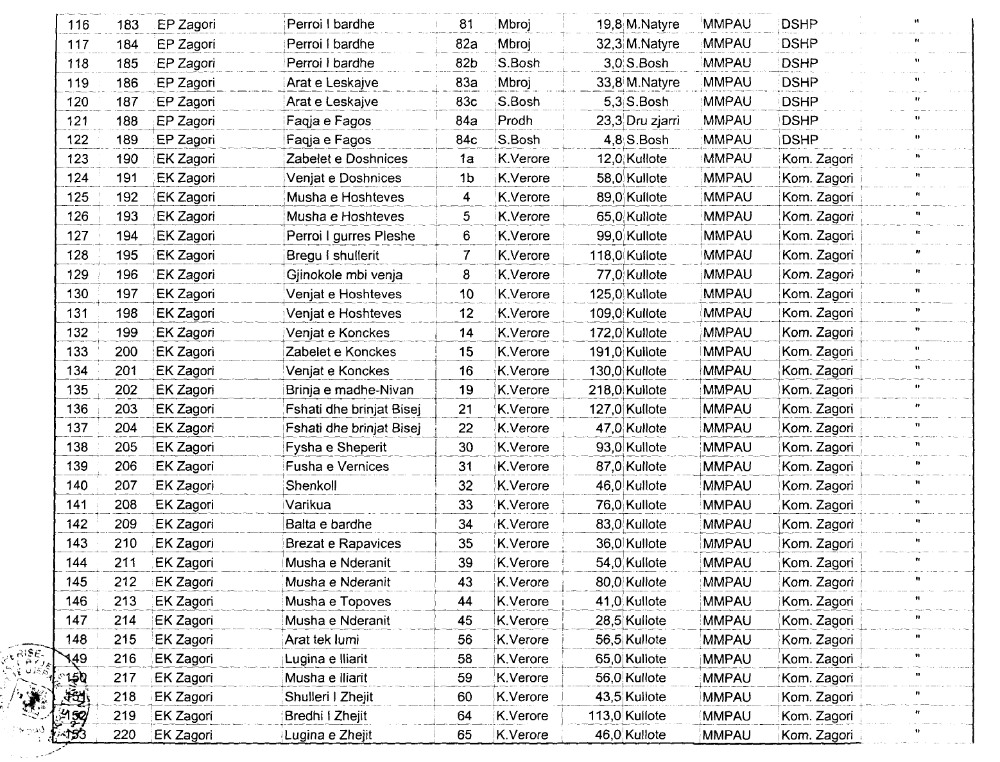 116 183 EP Zagori Perroi I bardhe 81 Mbroj 19,8 M.Natyre MMPAU DSHP "
117 184 EP Zagori Perroi I bardhe 82a Mbroj 32,3 M.Natyre MMPAU DSHP "
118 185 EP Zagori Perroi I bardhe 82b S.Bosh 3,0 S.Bosh MMPAU DSHP "
119 186 EP Zagori Arat e Leskajve 83a Mbroj 33,8 M.Natyre MMPAU DSHP "
120 187 EP Zagori Arat e Leskajve 83c S.Bosh 5,3 S.Bosh MMPAU DSHP "
121 188 EP Zagori Faqja e Fagos 84a Prodh 23,3 Dru zjarri MMPAU DSHP "
122 189 EP Zagori Faqja e Fagos 84c S.Bosh 4,8 S.Bosh MMPAU DSHP "
123 190 EK Zagori Zabelet e Doshnices 1a K.Verore 12,0 Kullote MMPAU Kom. Zagori "
124 191 EK Zagori Venjat e Doshnices 1b K.Verore 58,0 Kullote MMPAU Kom. Zagori "
125 192 EK Zagori Musha e Hoshteves 4 K.Verore 89,0 Kullote MMPAU Kom. Zagori "
126 193 EK Zagori Musha e Hoshteves 5 K.Verore 65,0 Kullote MMPAU Kom. Zagori "
127 194 EK Zagori Perroi I gurres Pleshe 6 K.Verore 99,0 Kullote MMPAU Kom. Zagori "
128 195 EK Zagori Bregu I shullerit 7 K.Verore 118,0 Kullote MMPAU Kom. Zagori "
129 196 EK Zagori Gjinokole mbi venja 8 K.Verore 77,0 Kullote MMPAU Kom. Zagori "
130 197 EK Zagori Venjat e Hoshteves 10 K.Verore 125,0 Kullote MMPAU Kom. Zagori "
131 198 EK Zagori Venjat e Hoshteves 12 K.Verore 109,0 Kullote MMPAU Kom. Zagori "
132 199 EK Zagori Venjat e Konckes 14 K.Verore 172,0 Kullote MMPAU Kom. Zagori "
133 200 EK Zagori Zabelet e Konckes 15 K.Verore 191,0 Kullote MMPAU Kom. Zagori "
134 201 EK Zagori Venjat e Konckes 16 K.Verore 130,0 Kullote MMPAU Kom. Zagori "
135 202 EK Zagori Brinja e madhe-Nivan 19 K.Verore 218,0 Kullote MMPAU Kom. Zagori "
136 203 EK Zagori Fshati dhe brinjat Bisej 21 K.Verore 127,0 Kullote MMPAU Kom. Zagori "
137 204 EK Zagori Fshati dhe brinjat Bisej 22 K.Verore 47,0 Kullote MMPAU Kom. Zagori "
138 205 EK Zagori Fysha e Sheperit 30 K.Verore 93,0 Kullote MMPAU Kom. Zagori "
139 206 EK Zagori Fusha e Vernices 31 K.Verore 87,0 Kullote MMPAU Kom. Zagori "
140 207 EK Zagori Shenkoll 32 K.Verore 46,0 Kullote MMPAU Kom. Zagori "
141 208 EK Zagori Varikua 33 K.Verore 76,0 Kullote MMPAU Kom. Zagori "
142 209 EK Zagori Balta e bardhe 34 K.Verore 83,0 Kullote MMPAU Kom. Zagori "
143 210 EK Zagori Brezat e Rapavices 35 K.Verore 36,0 Kullote MMPAU Kom. Zagori "
144 211 EK Zagori Musha e Nderanit 39 K.Verore 54,0 Kullote MMPAU Kom. Zagori "
145 212 EK Zagori Musha e Nderanit 43 K.Verore 80,0 Kullote MMPAU Kom. Zagori "
146 213 EK Zagori Musha e Topoves 44 K.Verore 41,0 Kullote MMPAU Kom. Zagori "
147 214 EK Zagori Musha e Nderanit 45 K.Verore 28,5 Kullote MMPAU Kom. Zagori "
148 215 EK Zagori Arat tek lumi 56 K.Verore 56,5 Kullote MMPAU Kom. Zagori "
149 216 EK Zagori Lugina e Iliarit 58 K.Verore 65,0 Kullote MMPAU Kom. Zagori "
150 217 EK Zagori Musha e Iliarit 59 K.Verore 56,0 Kullote MMPAU Kom. Zagori "
151 218 EK Zagori Shulleri I Zhejit 60 K.Verore 43,5 Kullote MMPAU Kom. Zagori "
152 219 EK Zagori Bredhi I Zhejit 64 K.Verore 113,0 Kullote MMPAU Kom. Zagori "
153 220 EK Zagori Lugina e Zhejit 65 K.Verore 46,0 Kullote MMPAU Kom. Zagori "